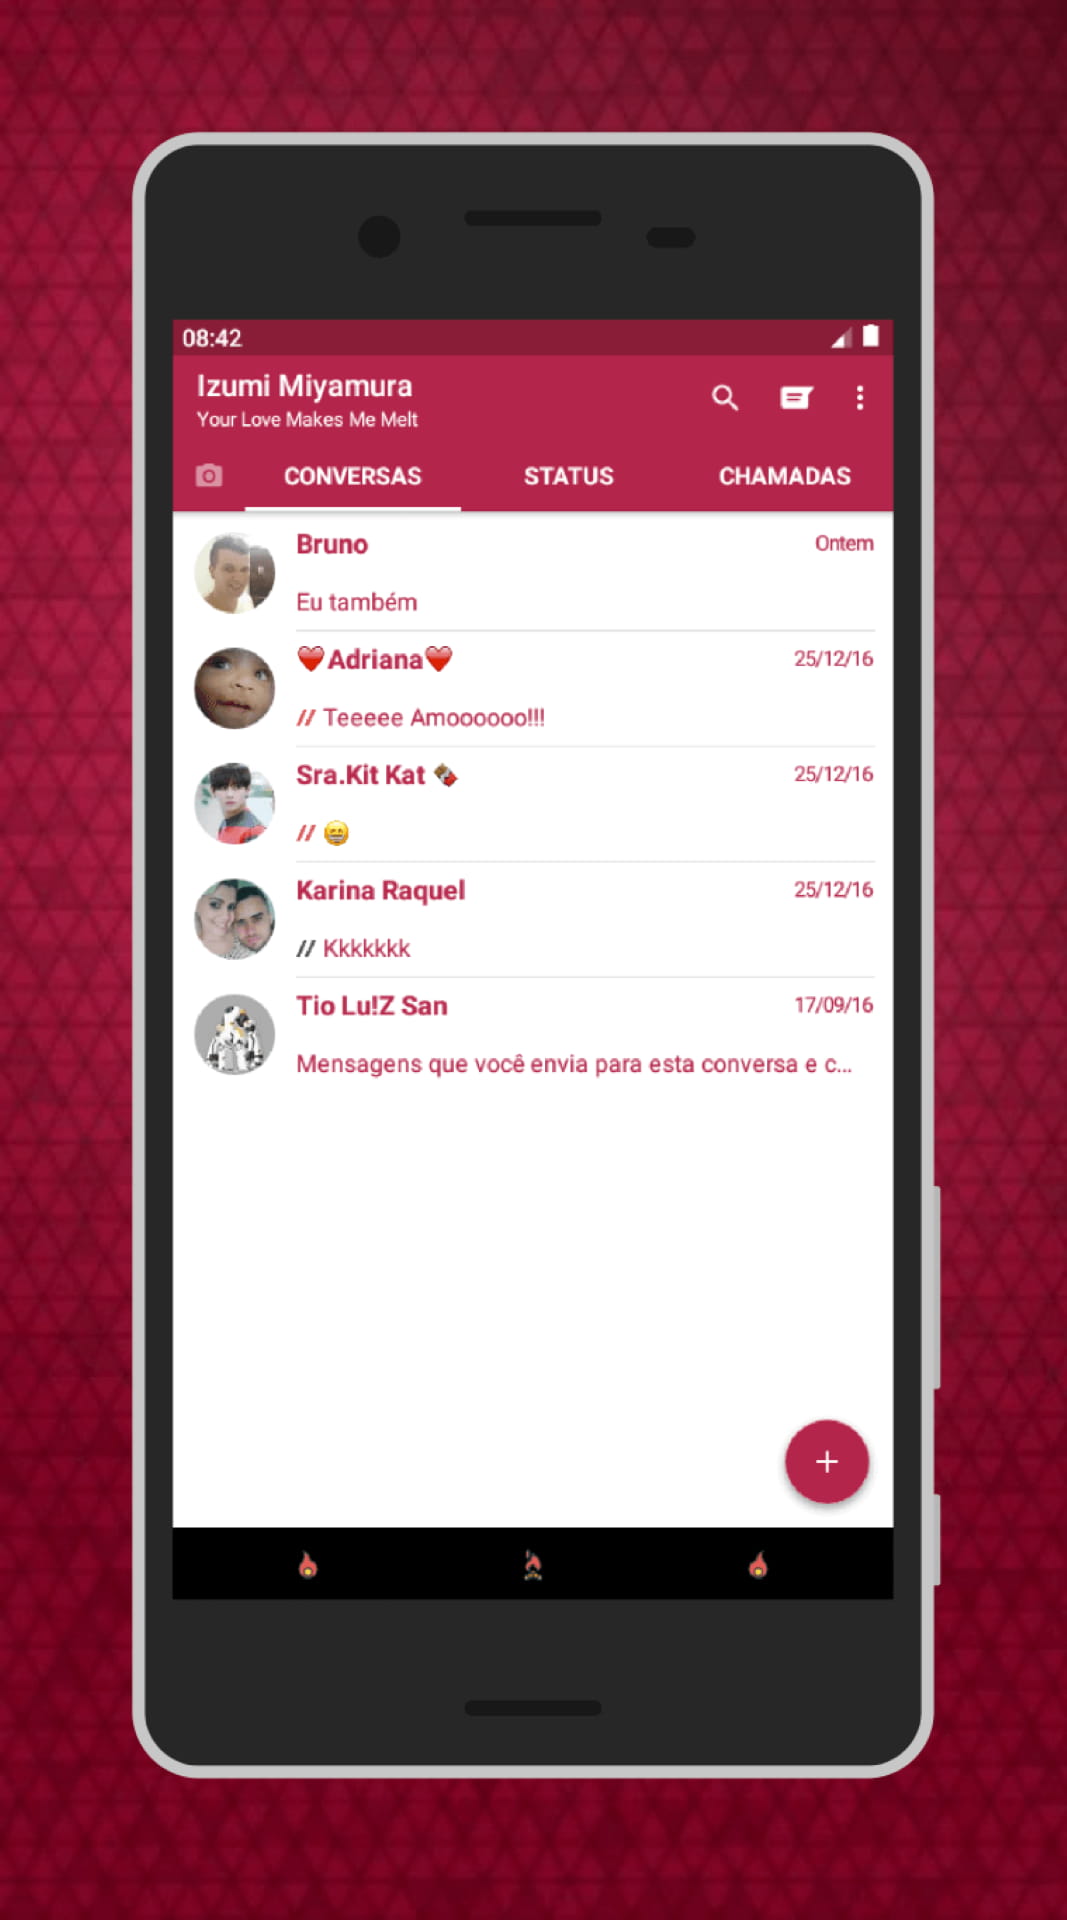 08:42
Izumi Miyamura
Your Love Makes Me Melt
CONVERSAS STATUS CHAMADAS
Bruno Ontem
Eu também
❤Adriana❤ 25/12/16
// Teeeee Amoooooo!!!
Sra.Kit Kat 🍫 25/12/16
// 😁
Karina Raquel 25/12/16
// Kkkkkkk
Tio Lu!Z San 17/09/16
Mensagens que você envia para esta conversa e c...